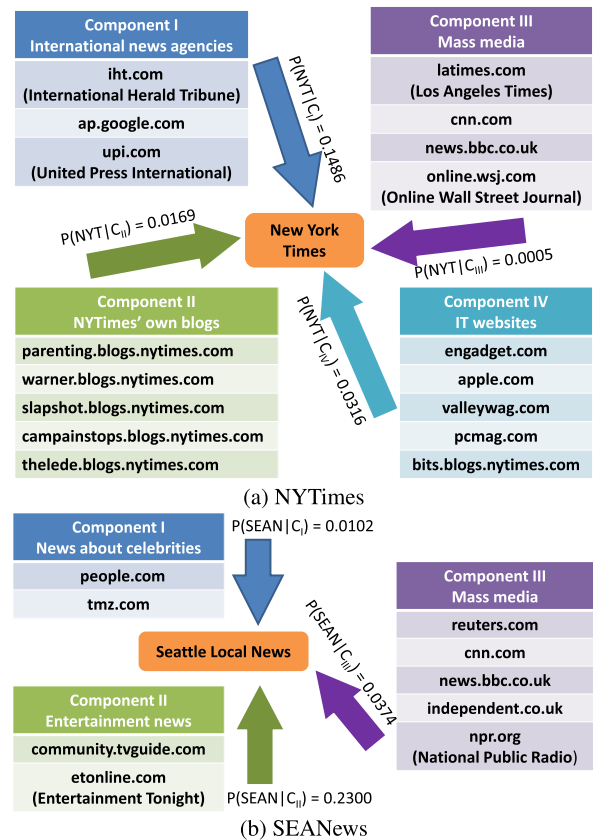 Component I
International news agencies
iht.com
(International Herald Tribune)
ap.google.com
upi.com
(United Press International)
P(NYT|CI) = 0.1486
Component III
Mass media
latimes.com
(Los Angeles Times)
cnn.com
news.bbc.co.uk
online.wsj.com
(Online Wall Street Journal)
P(NYT|CII) = 0.0169
New York
Times
P(NYT|CIII) = 0.0005
Component II
NYTimes’ own blogs
parenting.blogs.nytimes.com
warner.blogs.nytimes.com
slapshot.blogs.nytimes.com
campainstops.blogs.nytimes.com
thelede.blogs.nytimes.com
P(NYT|CIV) = 0.0316
Component IV
IT websites
engadget.com
apple.com
valleywag.com
pcmag.com
bits.blogs.nytimes.com
(a) NYTimes
Component I
News about celebrities
people.com
tmz.com
P(SEAN|CI) = 0.0102
Seattle Local News
P(SEAN|CIII) = 0.0374
Component III
Mass media
reuters.com
cnn.com
news.bbc.co.uk
independent.co.uk
npr.org
(National Public Radio)
Component II
Entertainment news
community.tvguide.com
etonline.com
(Entertainment Tonight)
P(SEAN|CII) = 0.2300
(b) SEANews